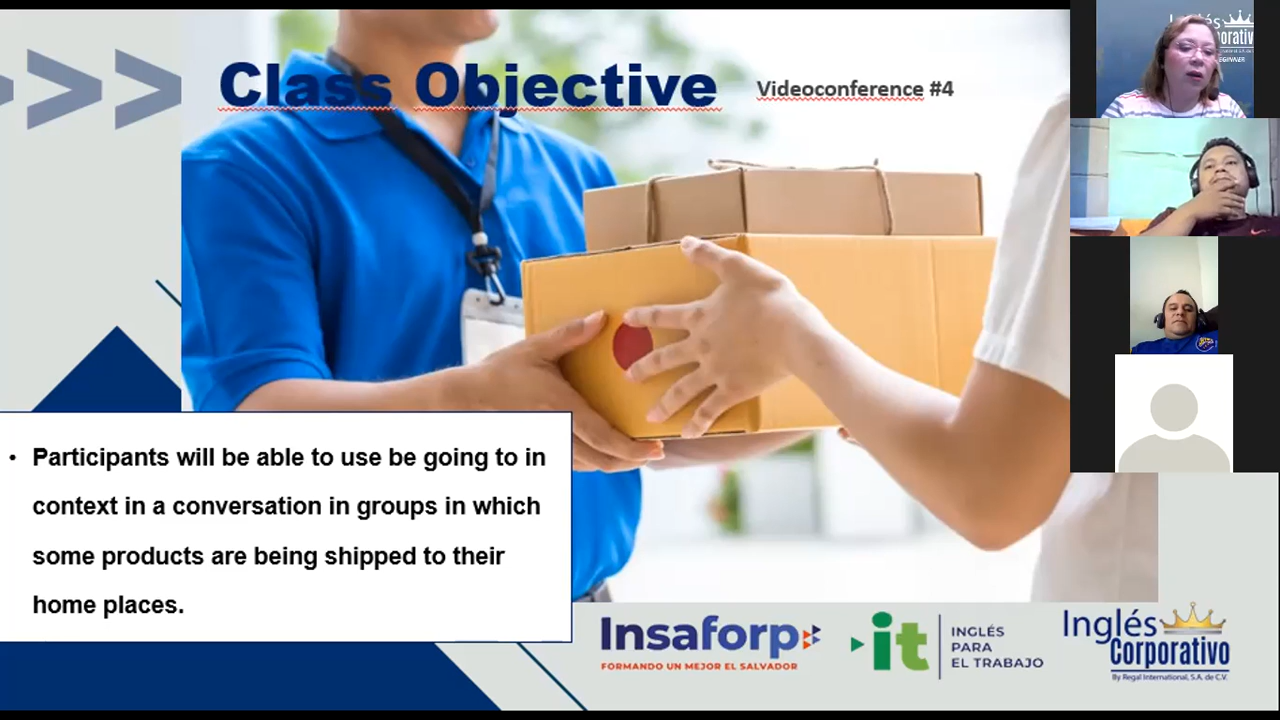 Class Objective
Videoconference #4
• Participants will be able to use be going to in
context in a conversation in groups in which
some products are being shipped to their
home places.
Insaforp
FORMANDO UN MEJOR EL SALVADOR
it
INGLÉS
PARA
EL TRABAJO
Inglés
Corporativo
By Regal International, S.A. de C.V.
Inglés